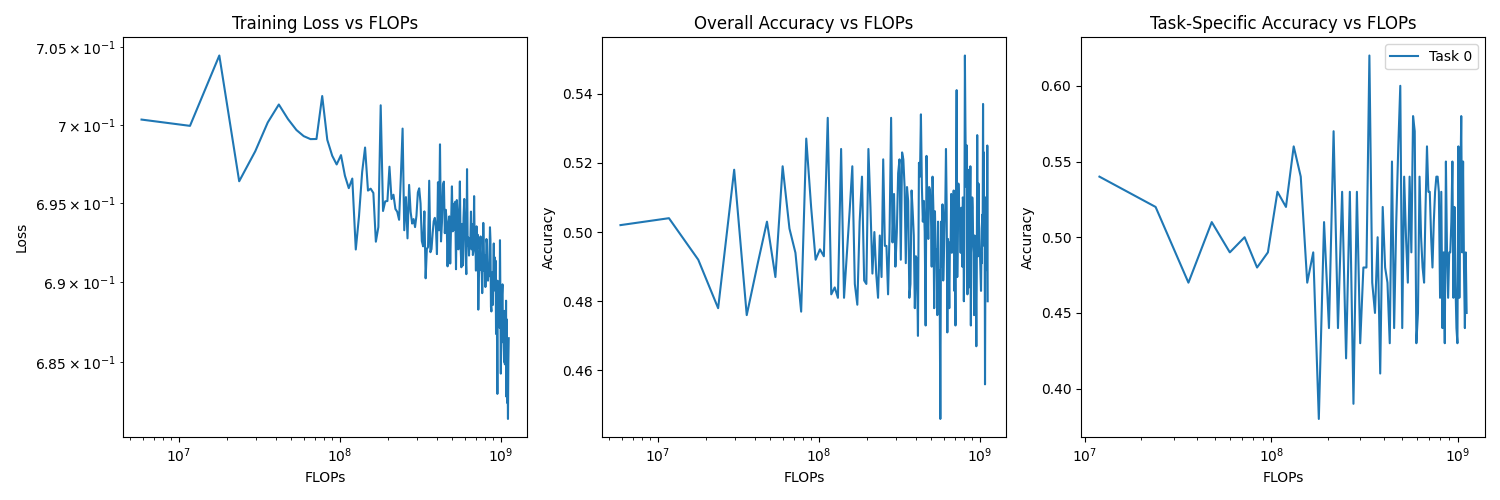 Training Loss vs FLOPs
7.05 × 10⁻¹
7 × 10⁻¹
6.95 × 10⁻¹
6.9 × 10⁻¹
6.85 × 10⁻¹
Loss
10⁷
10⁸
10⁹
FLOPs
Overall Accuracy vs FLOPs
0.54
0.52
0.50
0.48
0.46
Accuracy
10⁷
10⁸
10⁹
FLOPs
Task-Specific Accuracy vs FLOPs
Task 0
0.60
0.55
0.50
0.45
0.40
Accuracy
10⁷
10⁸
10⁹
FLOPs